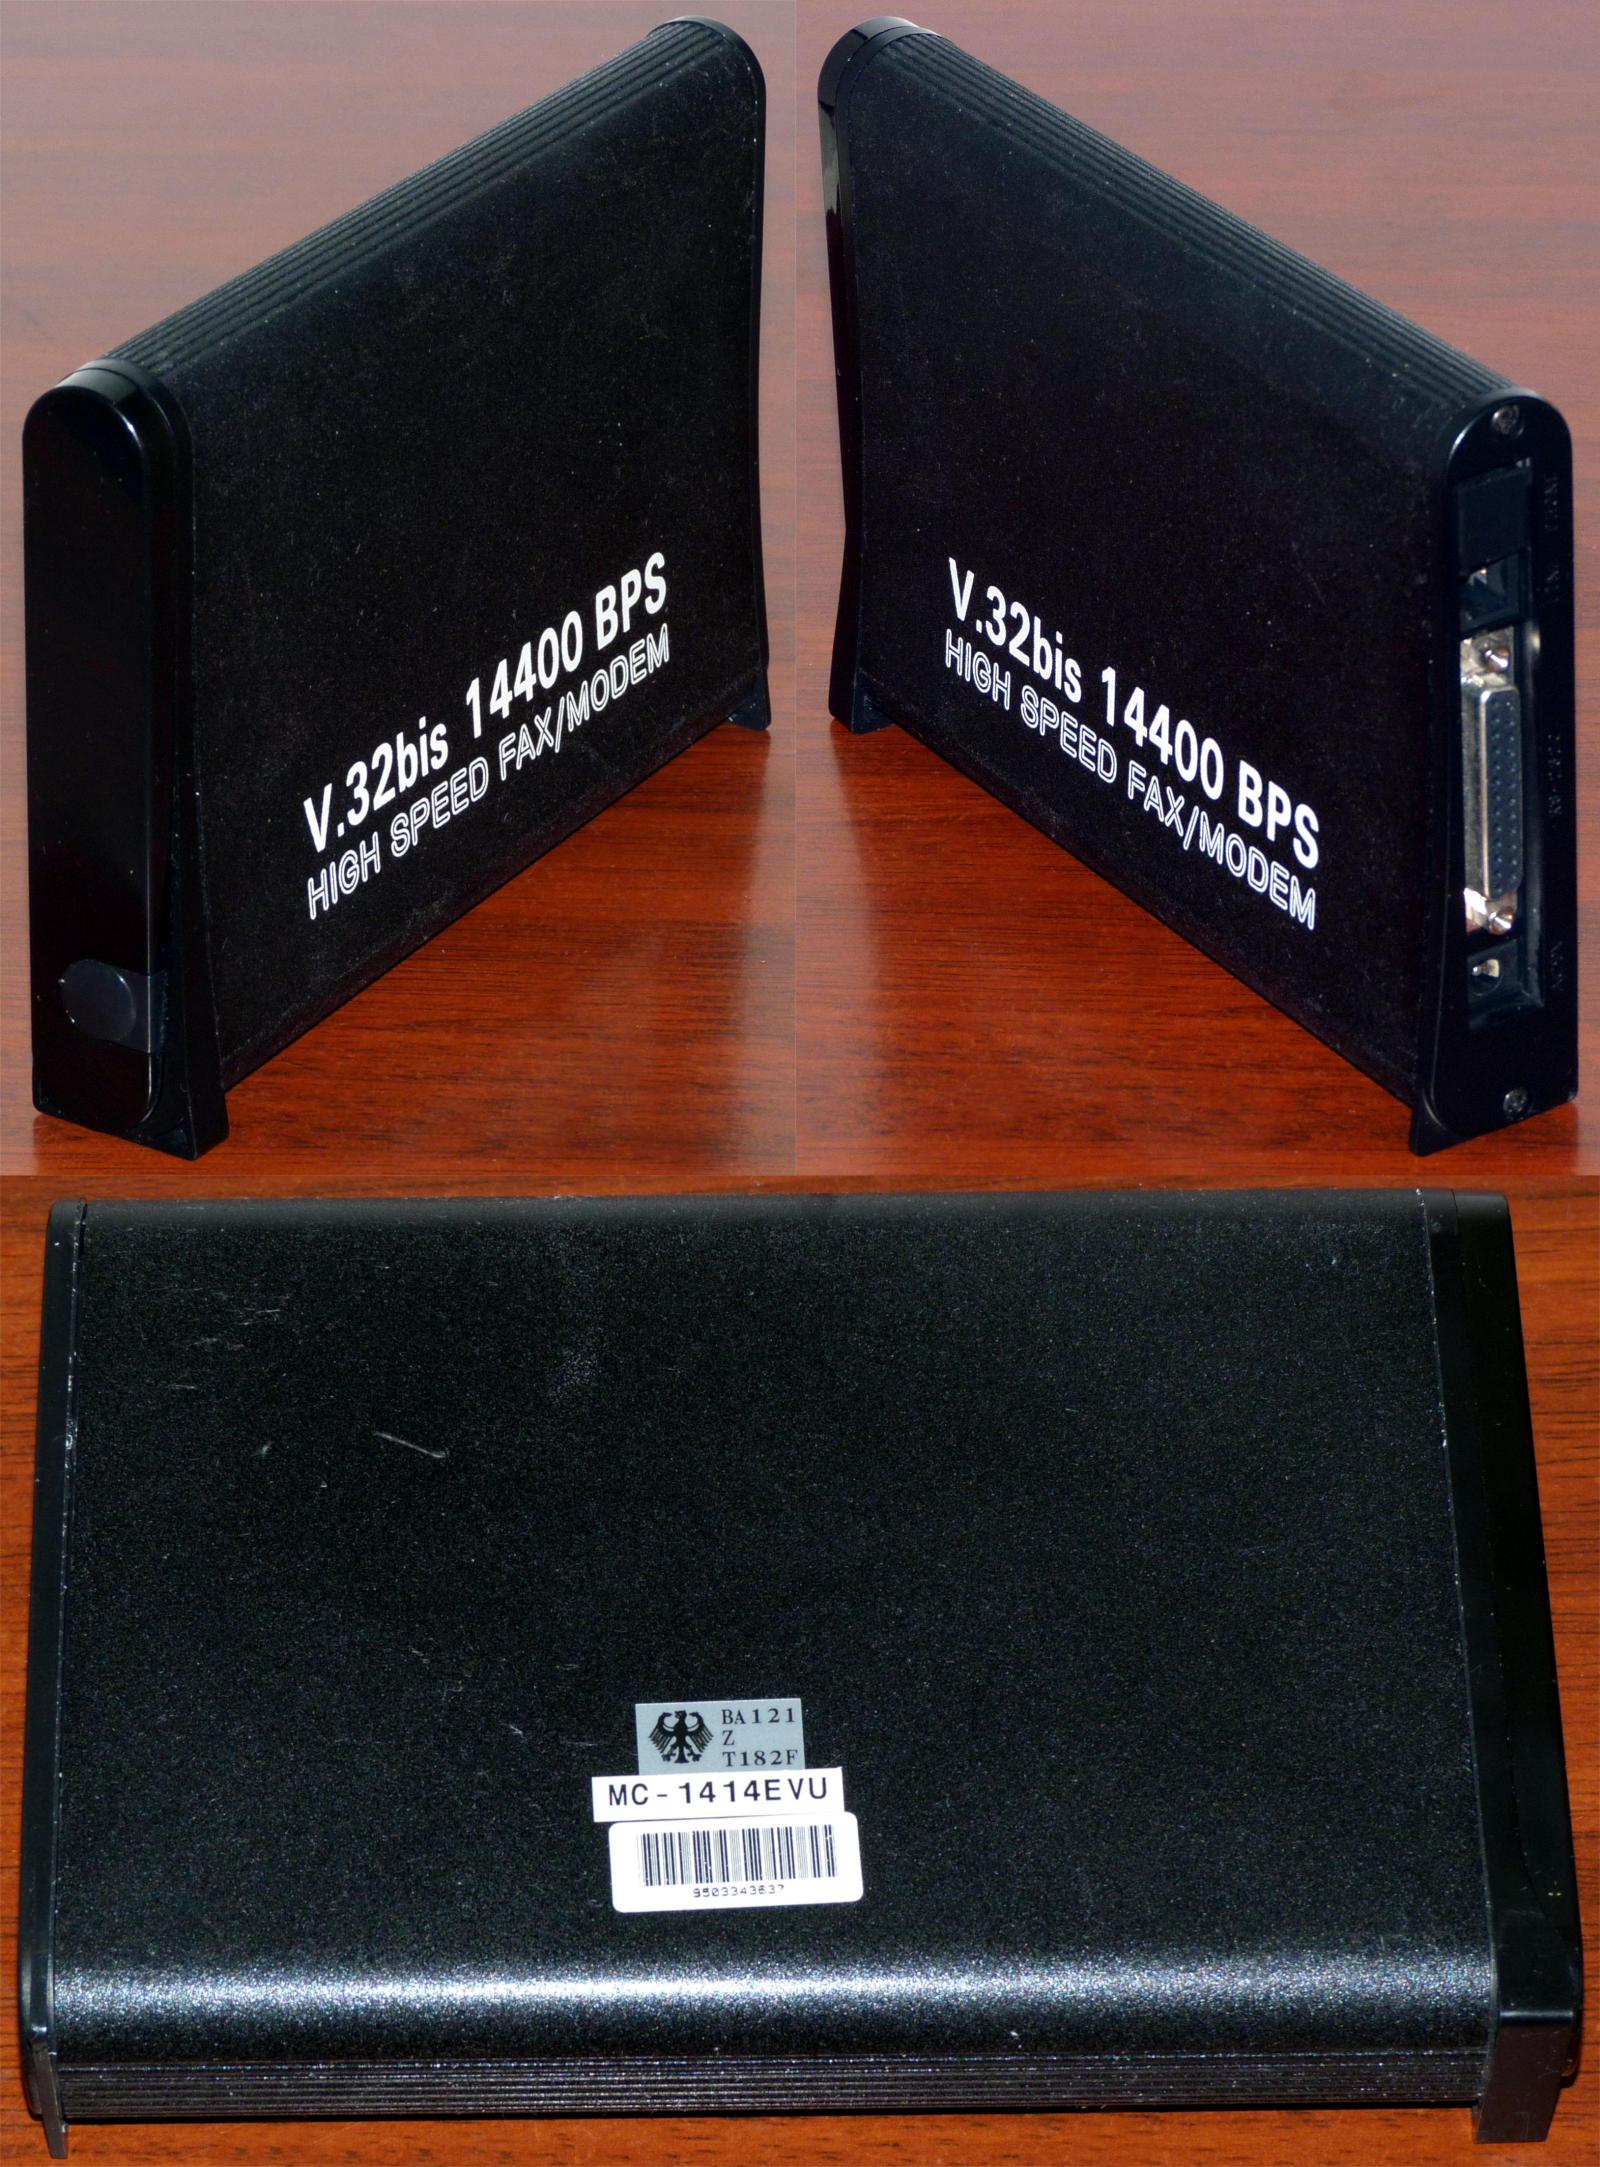 V.32bis 14400 BPS
HIGH SPEED FAX/MODEM
V.32bis 14400 BPS
HIGH SPEED FAX/MODEM
BA121
Z
T182F
MC-1414EVU
9503343637